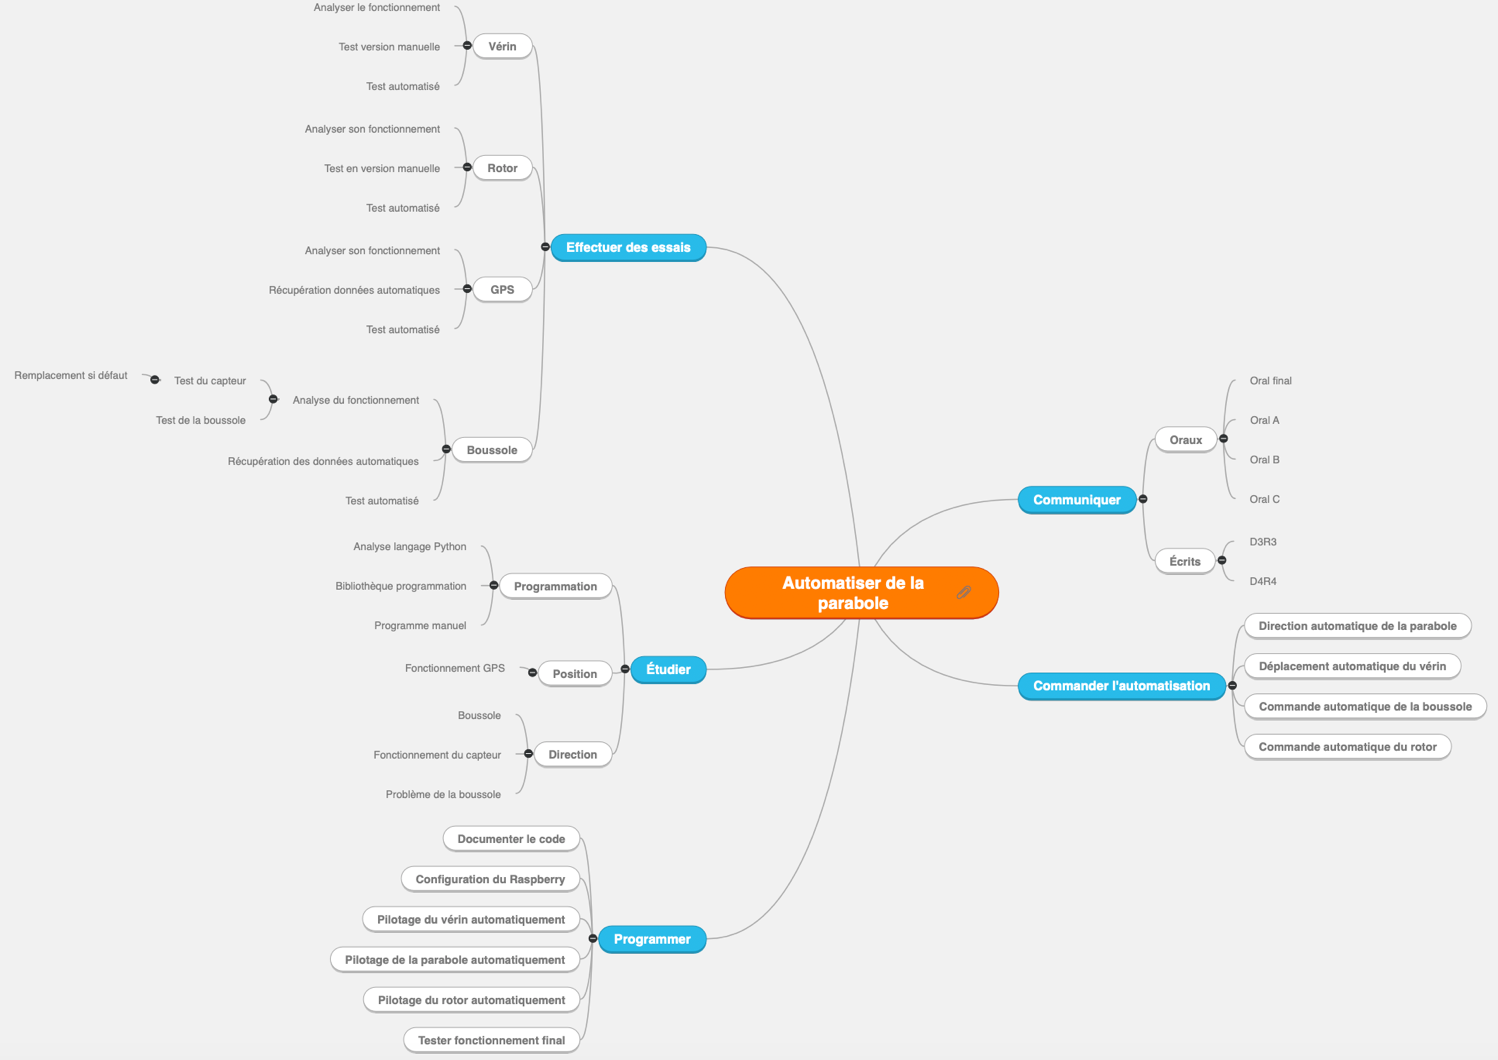 Analyser le fonctionnement
Test version manuelle
Vérin
Test automatisé
Analyser son fonctionnement
Test en version manuelle
Rotor
Test automatisé
Effectuer des essais
Analyser son fonctionnement
Récupération données automatiques
GPS
Test automatisé
Remplacement si défaut
Test du capteur
Test de la boussole
Analyse du fonctionnement
Récupération des données automatiques
Boussole
Test automatisé
Oral final
Oral A
Oraux
Oral B
Oral C
Communiquer
D3R3
Écrits
D4R4
Automatiser de la
parabole
Analyse langage Python
Bibliothèque programmation
Programmation
Programme manuel
Fonctionnement GPS
Position
Étudier
Boussole
Fonctionnement du capteur
Direction
Problème de la boussole
Direction automatique de la parabole
Déplacement automatique du vérin
Commander l'automatisation
Commande automatique de la boussole
Commande automatique du rotor
Documenter le code
Configuration du Raspberry
Pilotage du vérin automatiquement
Programmer
Pilotage de la parabole automatiquement
Pilotage du rotor automatiquement
Tester fonctionnement final